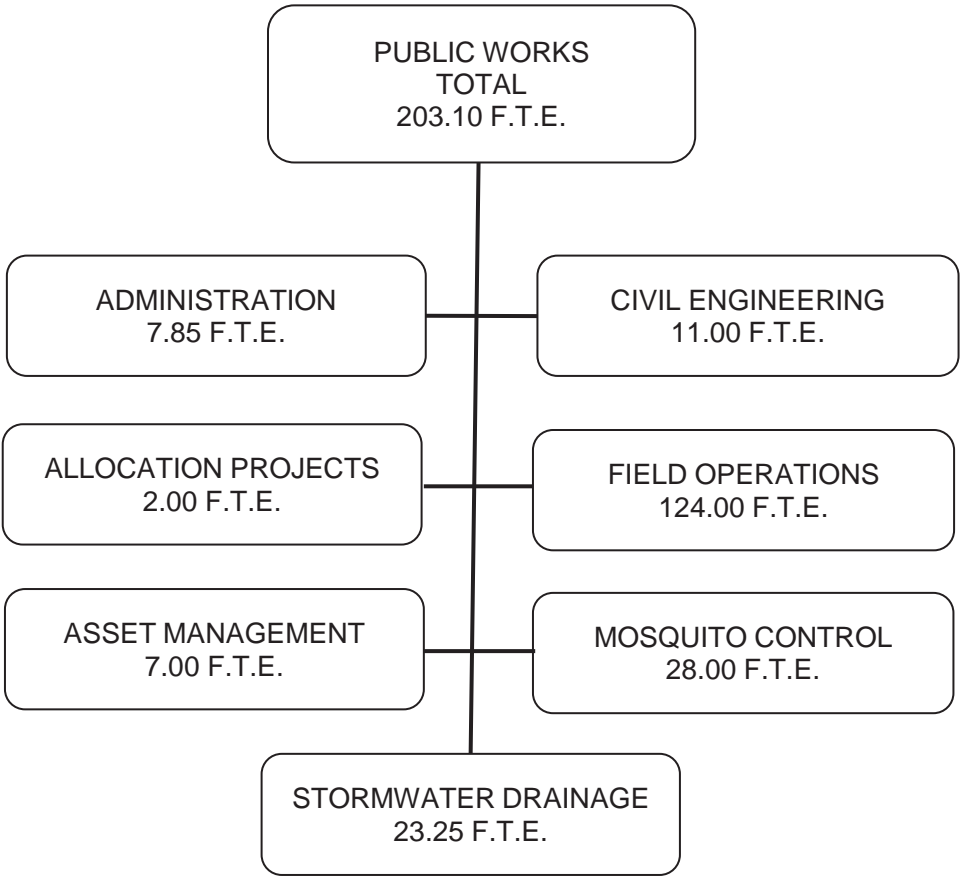 PUBLIC WORKS
TOTAL
203.10 F.T.E.
ADMINISTRATION
7.85 F.T.E.
CIVIL ENGINEERING
11.00 F.T.E.
ALLOCATION PROJECTS
2.00 F.T.E.
FIELD OPERATIONS
124.00 F.T.E.
ASSET MANAGEMENT
7.00 F.T.E.
MOSQUITO CONTROL
28.00 F.T.E.
STORMWATER DRAINAGE
23.25 F.T.E.